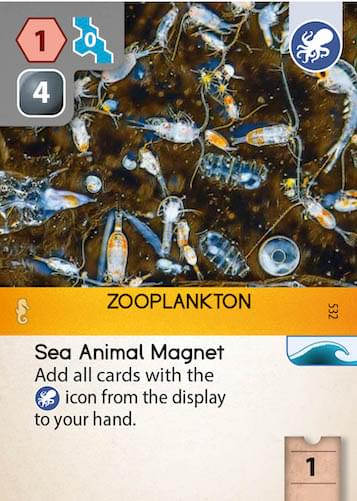 1
0
4
ZOOPLANKTON
532
Sea Animal Magnet
Add all cards with the
icon from the display
to your hand.
1